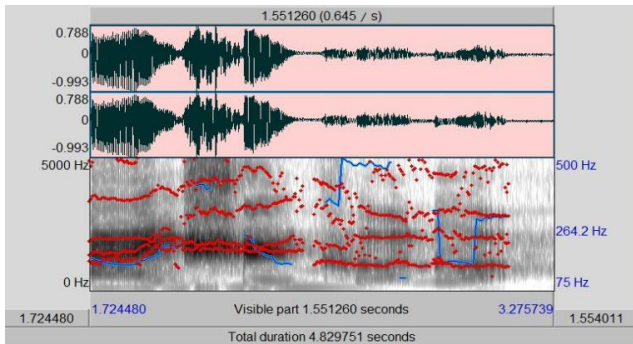 1.551260 (0.645 / s)
0.788
0
-0.993
0.788
0
-0.993
5000 Hz 500 Hz
264.2 Hz
0 Hz 75 Hz
1.724480 1.724480 Visible part 1.551260 seconds 3.275739 1.554011
Total duration 4.829751 seconds